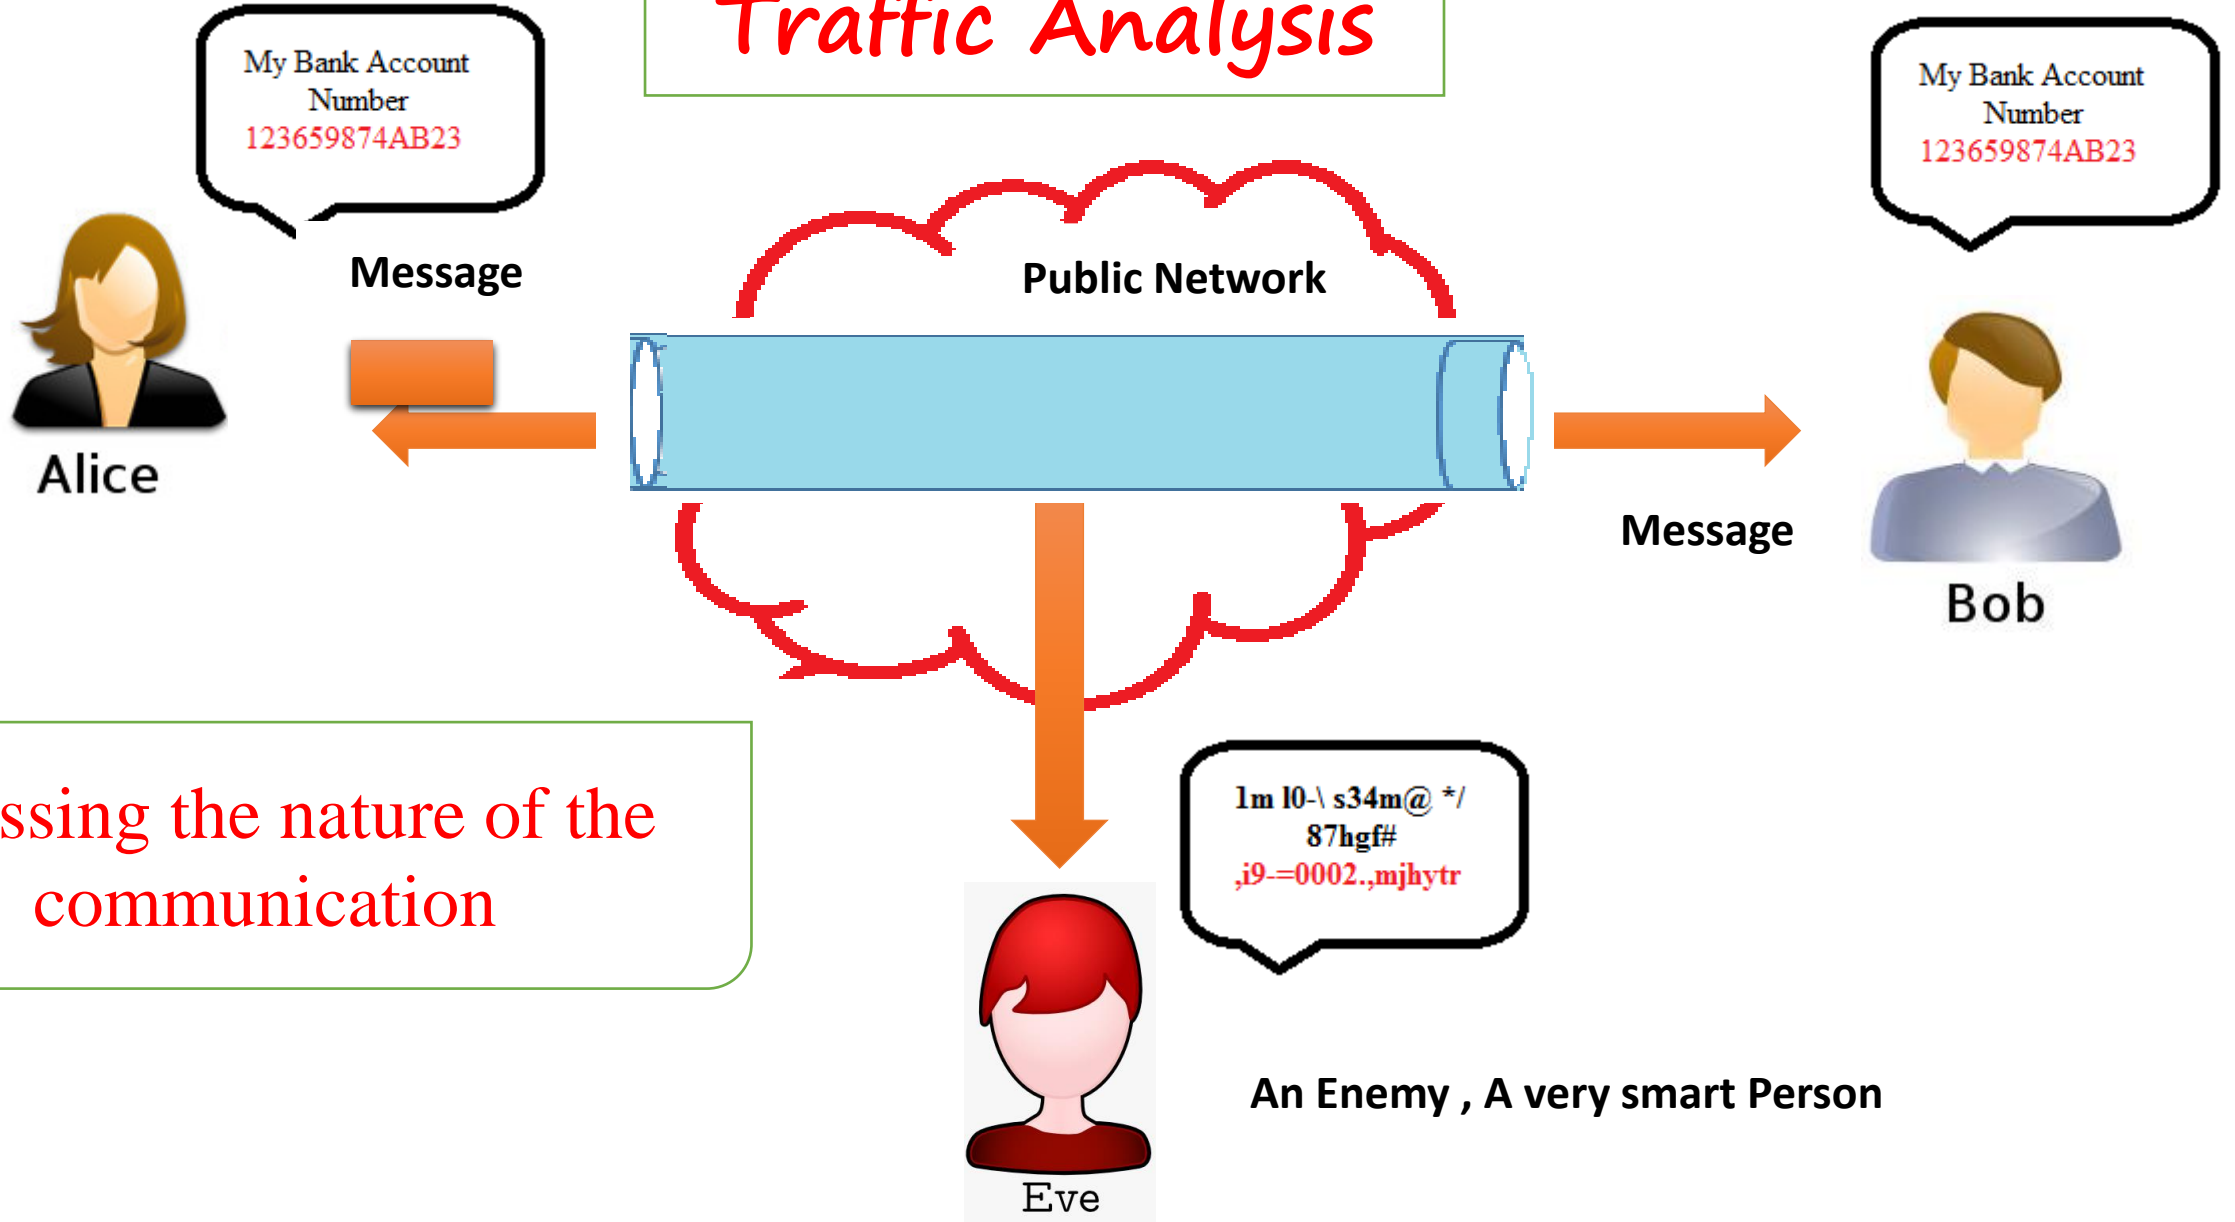 Traffic Analysis
My Bank Account
Number
123659874AB23
My Bank Account
Number
123659874AB23
Message
Public Network
Alice
Message
Bob
ssing the nature of the
communication
1m l0-\ s34m@ */
87hgf#
,i9-=0002.,mjhytr
An Enemy , A very smart Person
Eve